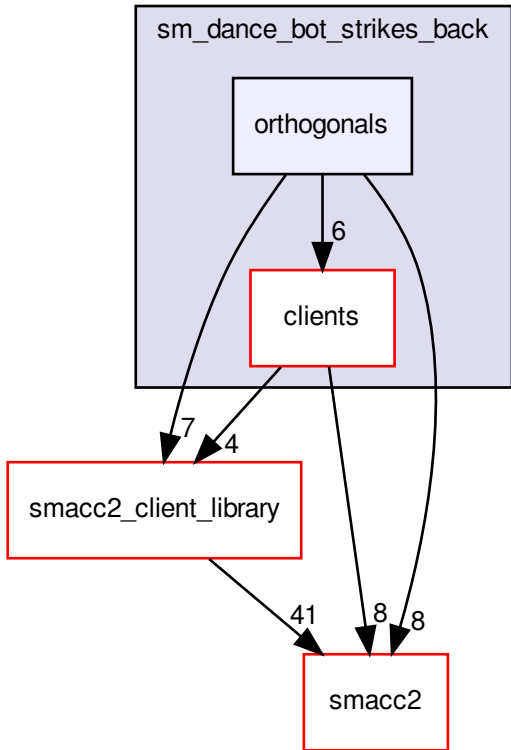 sm_dance_bot_strikes_back
orthogonals
6
clients
7
4
smacc2_client_library
41
8
8
smacc2